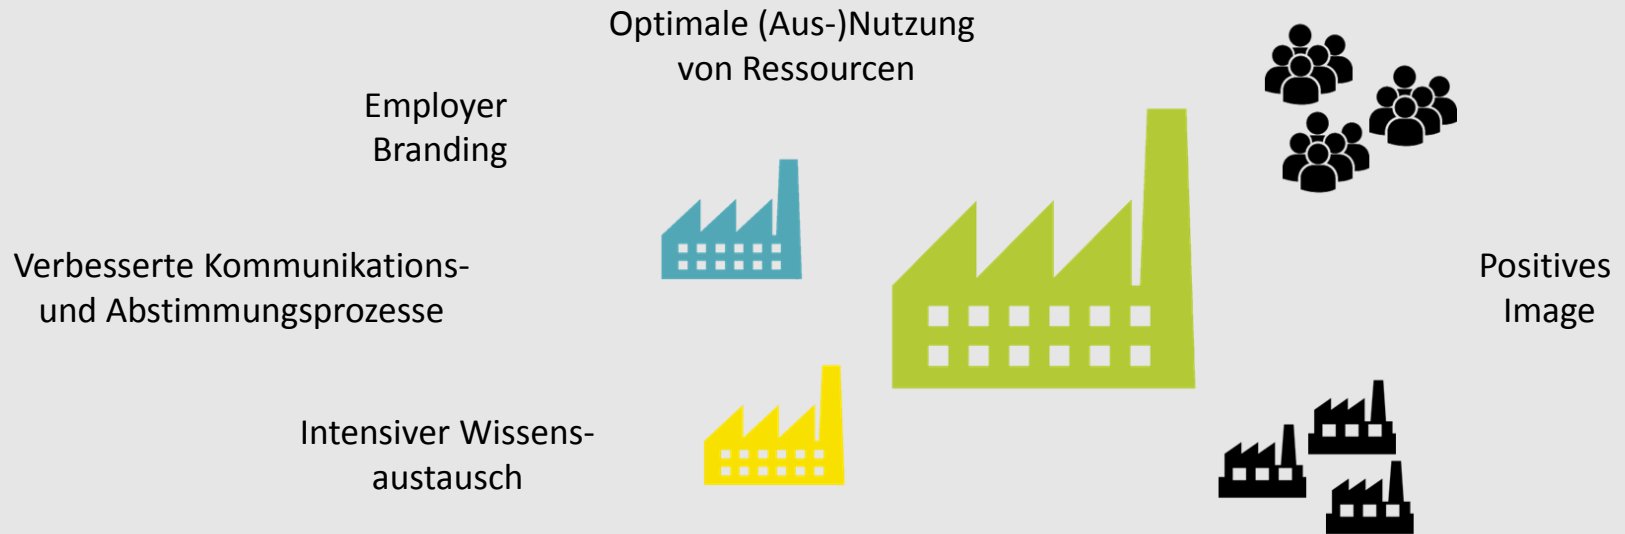 Optimale (Aus-)Nutzung
von Ressourcen
Employer
Branding
Verbesserte Kommunikations-
und Abstimmungsprozesse
Positives
Image
Intensiver Wissens-
austausch